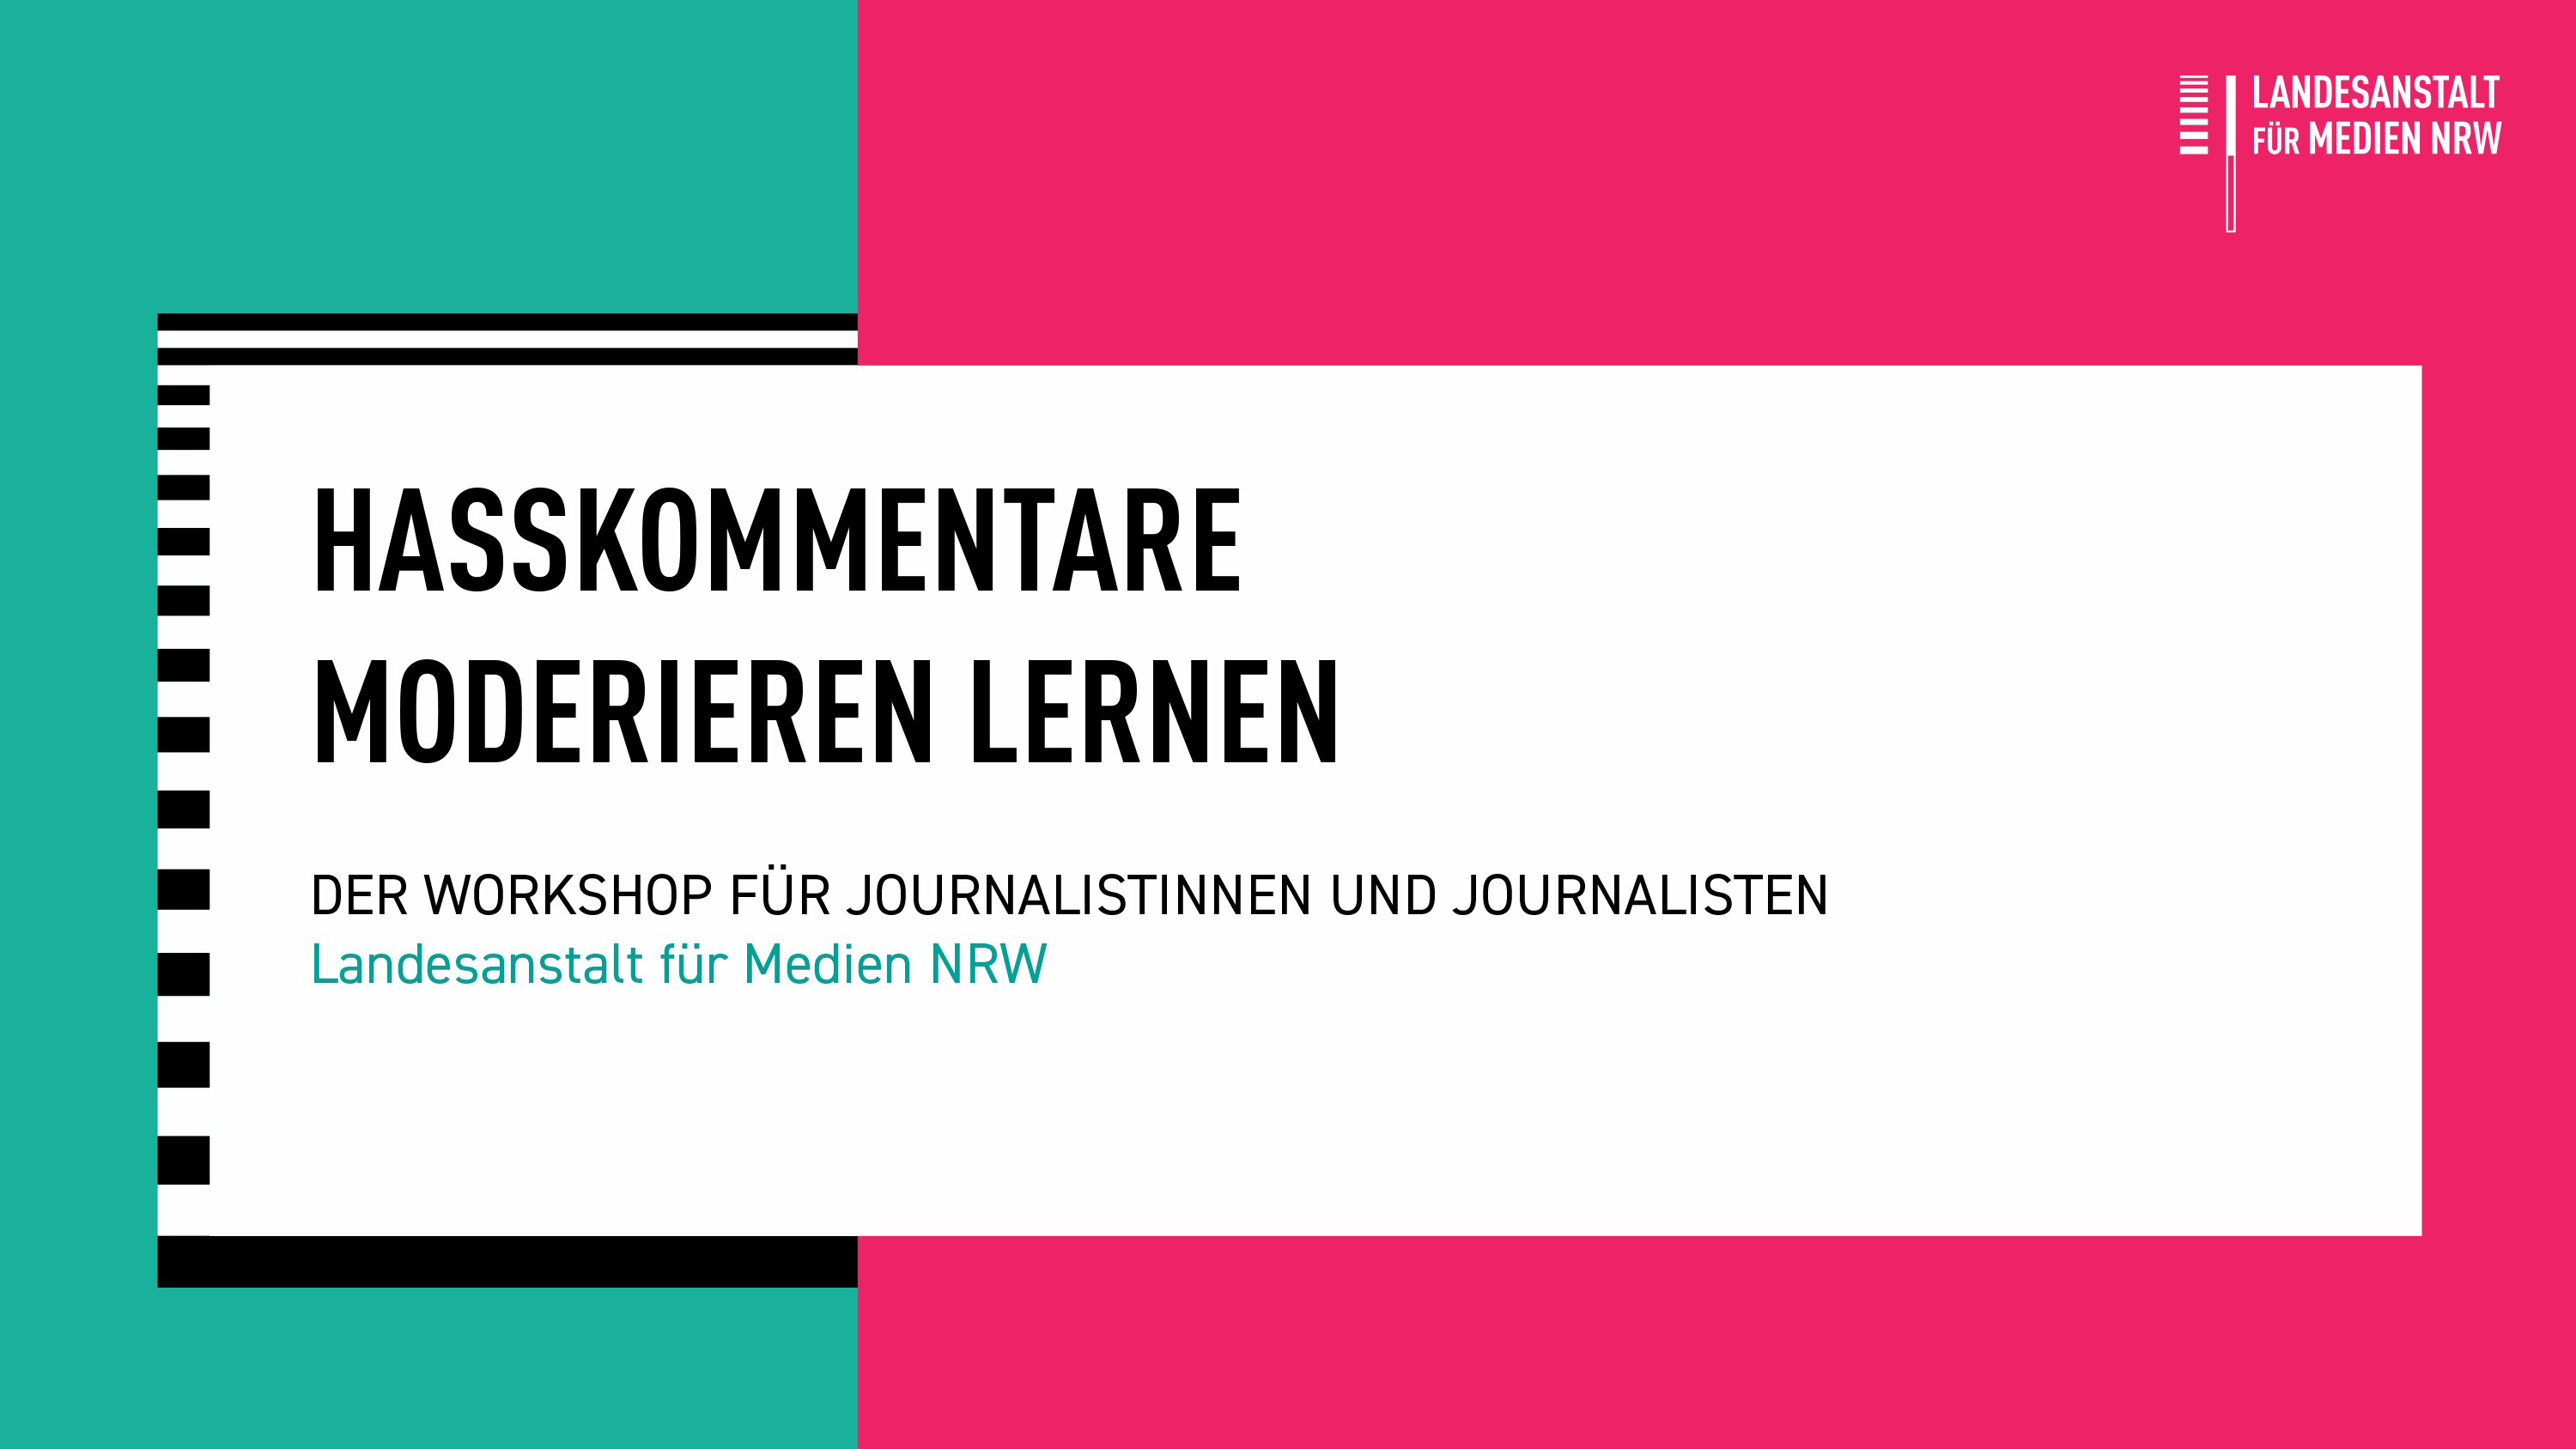 LANDESANSTALT
FÜR MEDIEN NRW
HASSKOMMENTARE
MODERIEREN LERNEN
DER WORKSHOP FÜR JOURNALISTINNEN UND JOURNALISTEN
Landesanstalt für Medien NRW